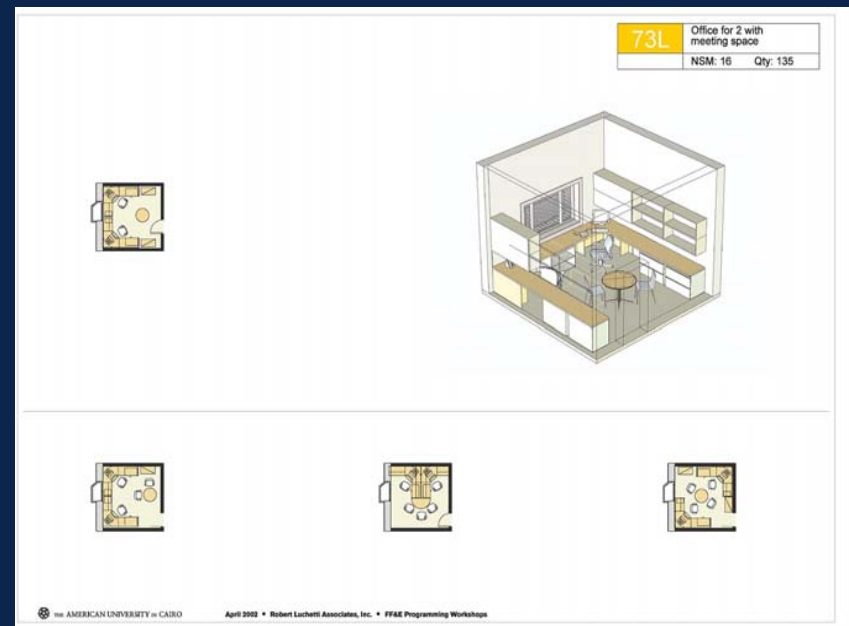 73L
Office for 2 with
meeting space
NSM: 16 Qty: 135
THE AMERICAN UNIVERSITY IN CAIRO
April 2002 • Robert Luchetti Associates, Inc. • FF&E Programming Workshops